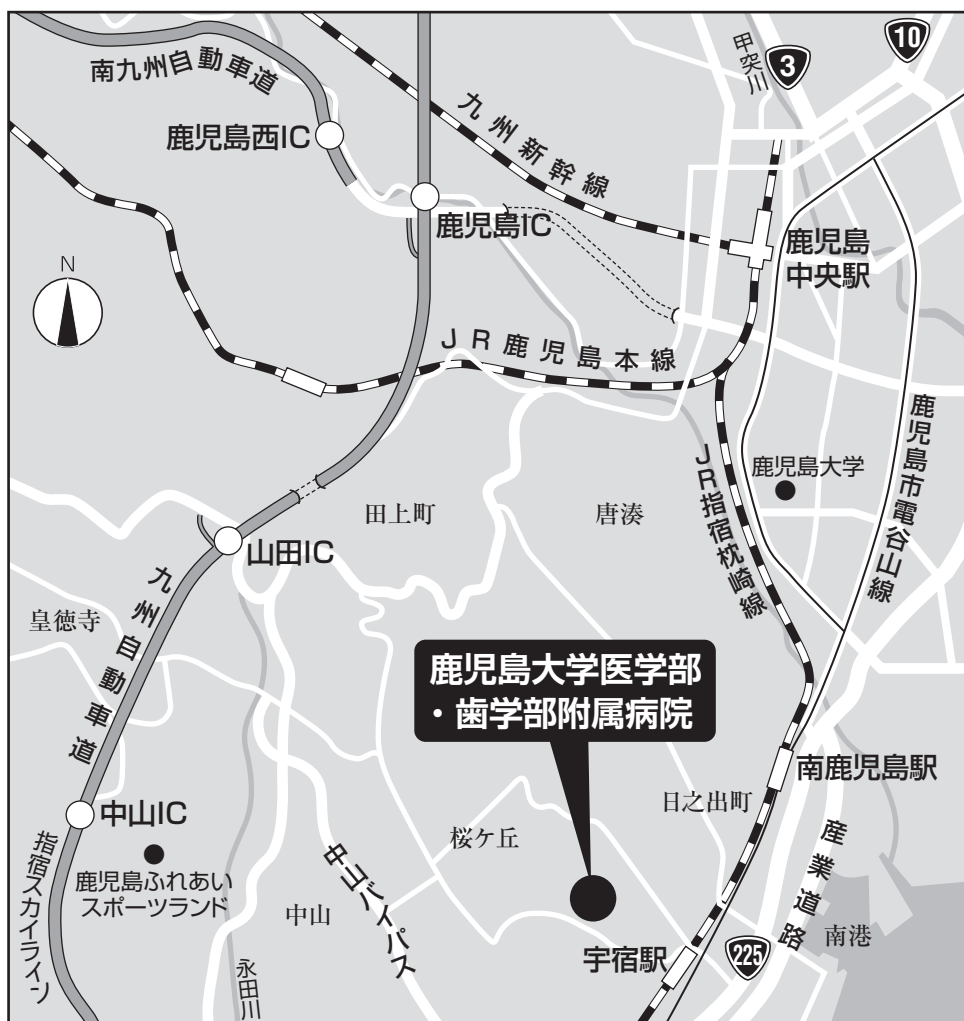 南九州自動車道
鹿児島西IC
九州新幹線
甲突川
3
10
鹿児島IC
鹿児島
中央駅
N
JR鹿児島本線
鹿児島市電谷山線
JR指宿枕崎線
鹿児島大学
田上町
唐湊
山田IC
九州自動車道
皇徳寺
鹿児島大学医学部
・歯学部附属病院
南鹿児島駅
日之出町
中山IC
桜ケ丘
産業道路
鹿児島ふれあい
スポーツランド
指宿スカイライン
中山
中山バイパス
南港
宇宿駅
225
永田川